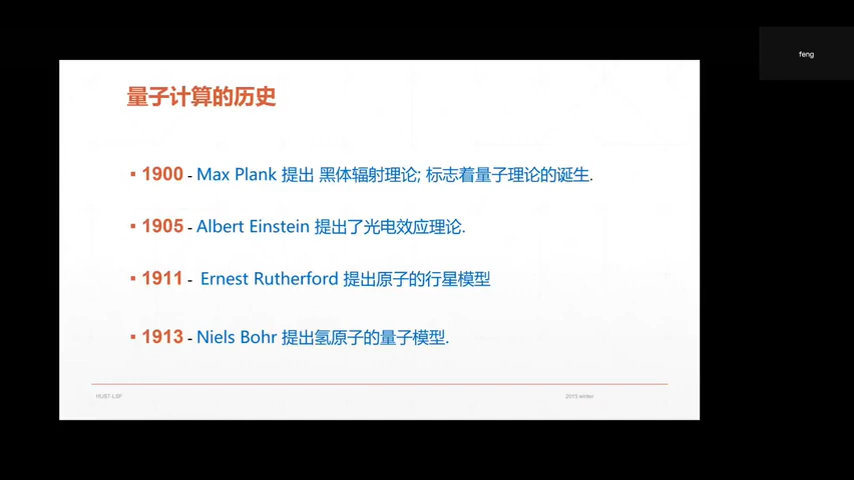 feng
量子计算的历史
▪ 1900 - Max Plank 提出 黑体辐射理论; 标志着量子理论的诞生.
▪ 1905 - Albert Einstein 提出了光电效应理论.
▪ 1911 - Ernest Rutherford 提出原子的行星模型
▪ 1913 - Niels Bohr 提出氢原子的量子模型.
HUST-LSF 2015 winter